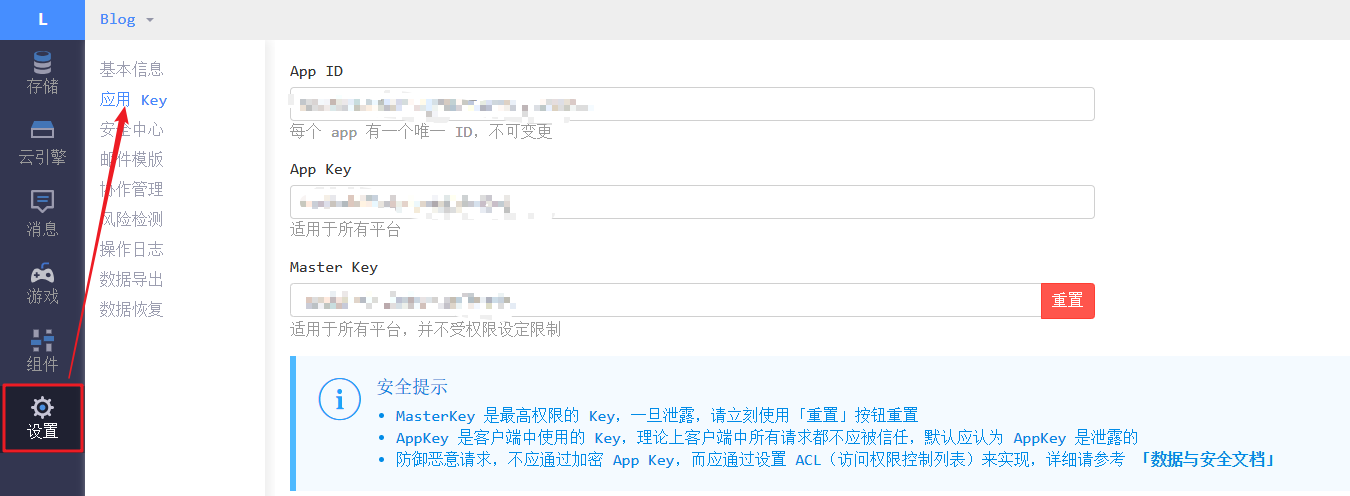 L
Blog
存储
云引擎
消息
游戏
组件
设置
基本信息
应用 Key
安全中心
邮件模版
协作管理
风险检测
操作日志
数据导出
数据恢复
App ID
每个 app 有一个唯一 ID，不可变更
App Key
适用于所有平台
Master Key
重置
适用于所有平台，并不受权限设定限制
安全提示
• MasterKey 是最高权限的 Key，一旦泄露，请立刻使用「重置」按钮重置
• AppKey 是客户端中使用的 Key，理论上客户端中所有请求都不应被信任，默认应认为 AppKey 是泄露的
• 防御恶意请求，不应通过加密 App Key，而应通过设置 ACL（访问权限控制列表）来实现，详细请参考 「数据与安全文档」